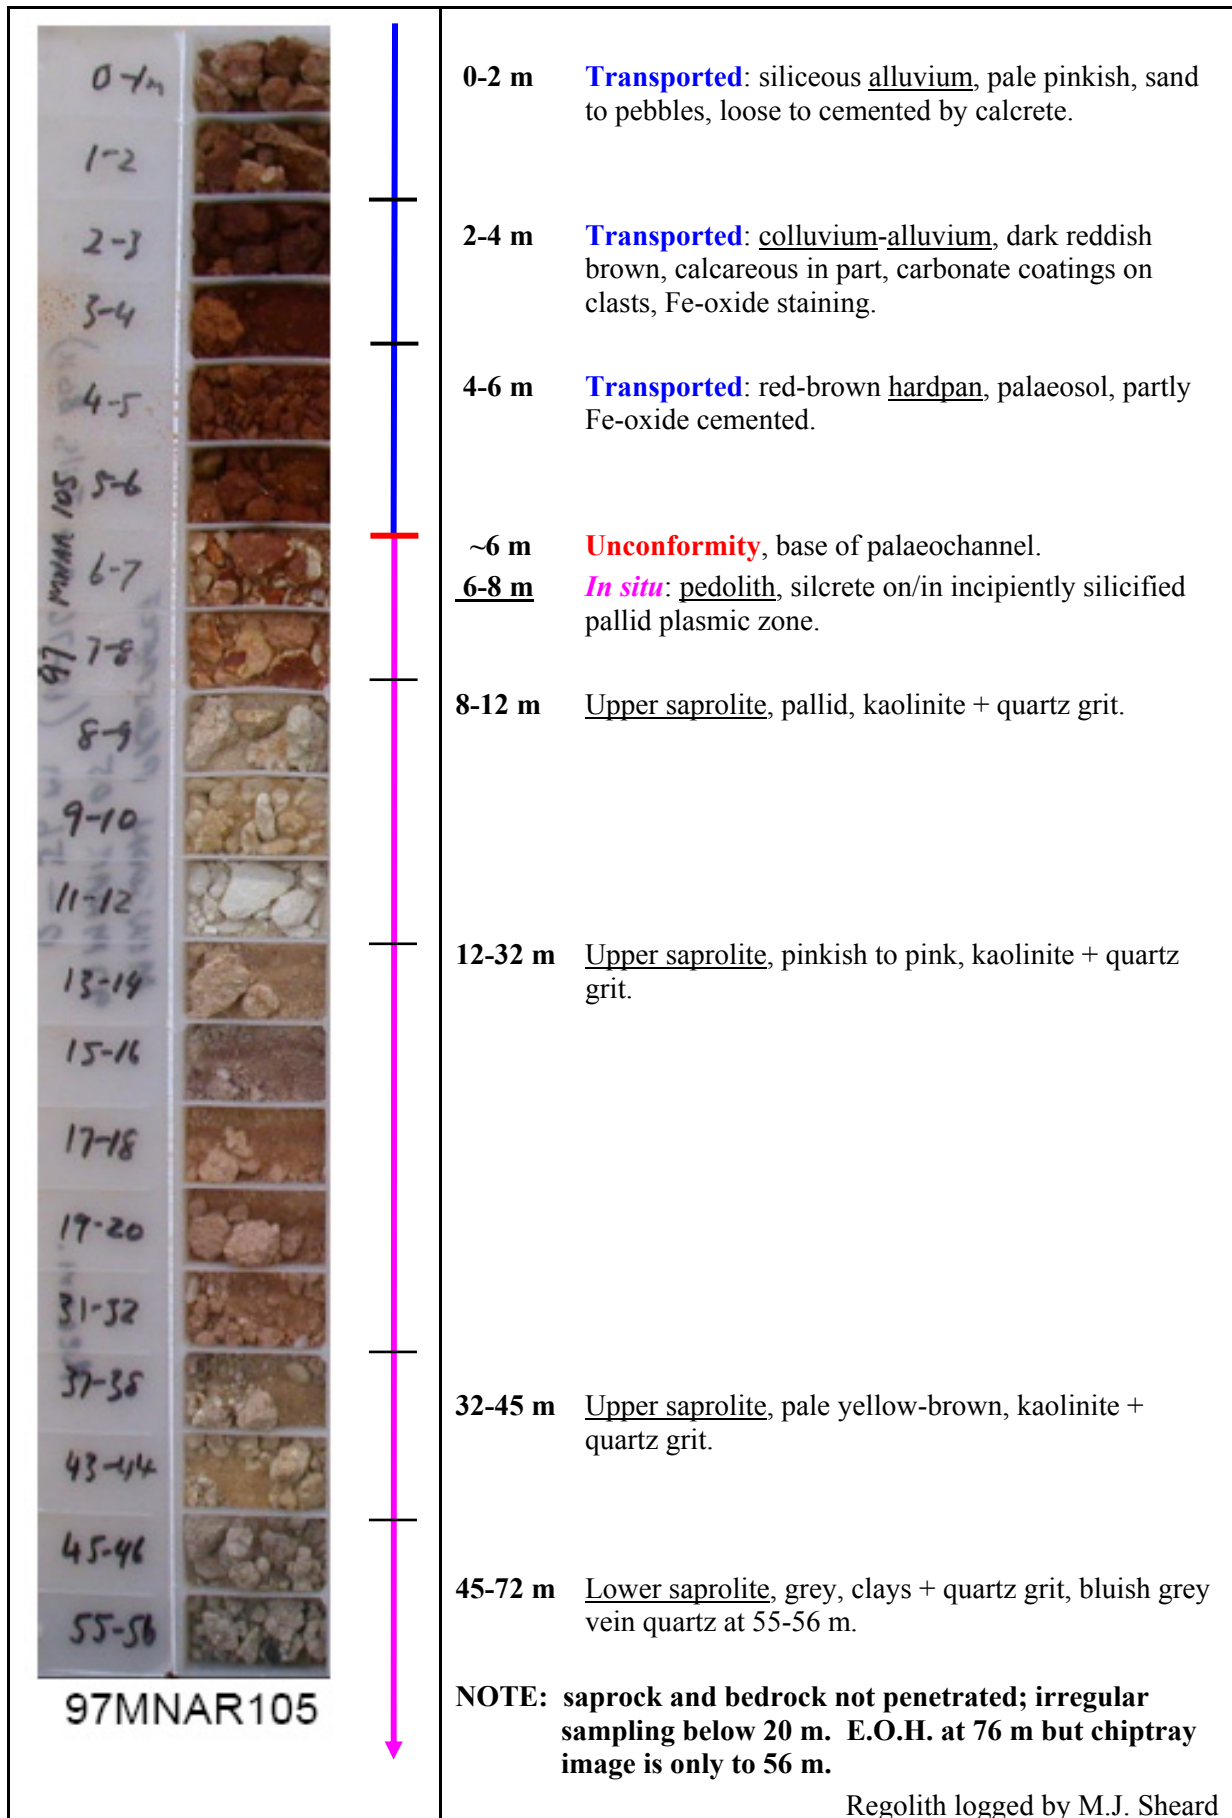 0-1m
1-2
2-3
3-4
4-5
5-6
6-7
7-8
8-9
9-10
11-12
13-14
15-16
17-18
19-20
31-32
37-38
43-44
45-46
55-56
97MNAR 105
97MNAR105
0-2 m Transported: siliceous alluvium, pale pinkish, sand
to pebbles, loose to cemented by calcrete.
2-4 m Transported: colluvium-alluvium, dark reddish
brown, calcareous in part, carbonate coatings on
clasts, Fe-oxide staining.
4-6 m Transported: red-brown hardpan, palaeosol, partly
Fe-oxide cemented.
~6 m Unconformity, base of palaeochannel.
6-8 m In situ: pedolith, silcrete on/in incipiently silicified
pallid plasmic zone.
8-12 m Upper saprolite, pallid, kaolinite + quartz grit.
12-32 m Upper saprolite, pinkish to pink, kaolinite + quartz
grit.
32-45 m Upper saprolite, pale yellow-brown, kaolinite +
quartz grit.
45-72 m Lower saprolite, grey, clays + quartz grit, bluish grey
vein quartz at 55-56 m.
NOTE: saprock and bedrock not penetrated; irregular
sampling below 20 m. E.O.H. at 76 m but chiptray
image is only to 56 m.
Regolith logged by M.J. Sheard